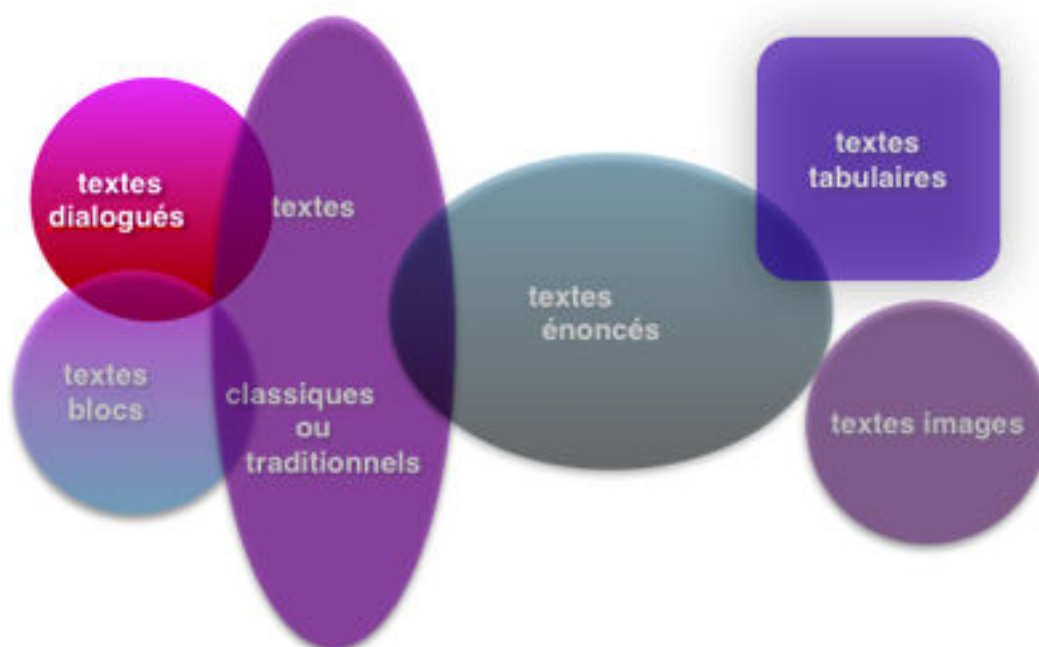 textes
dialogués
textes
classiques
ou
traditionnels
textes
blocs
textes
énoncés
textes
tabulaires
textes images